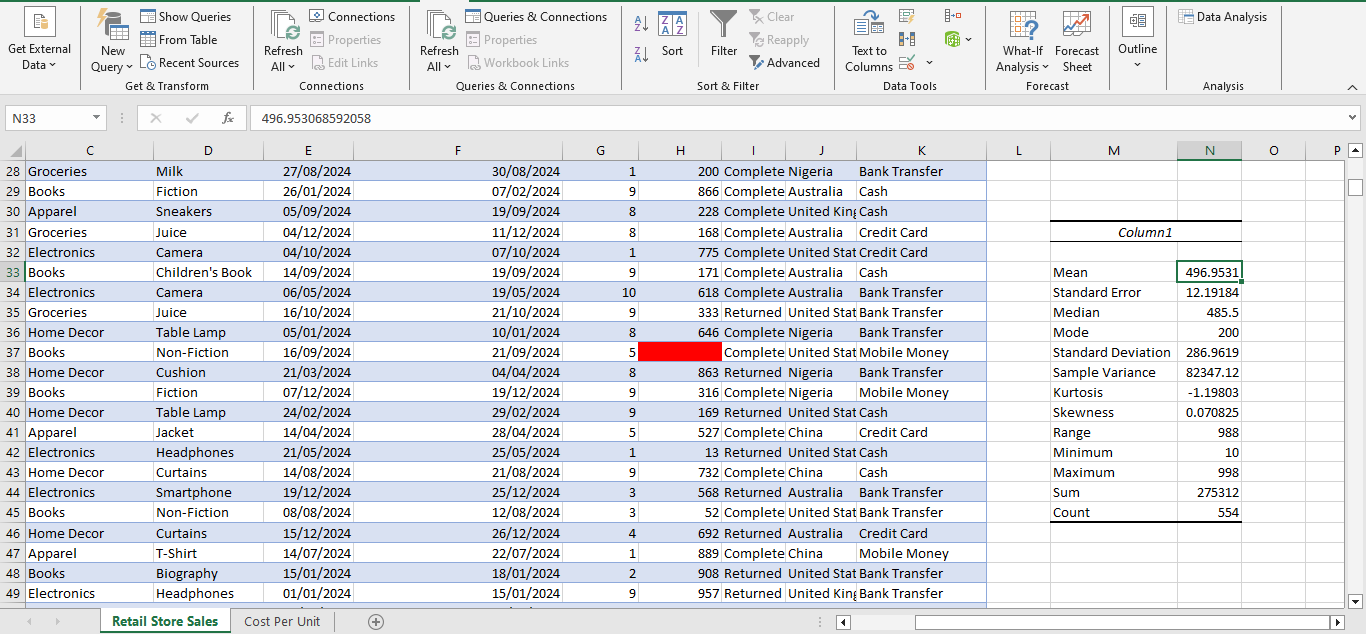 Get External Data
New Query
Show Queries
From Table
Recent Sources
Get & Transform
Refresh All
Connections
Properties
Edit Links
Connections
Refresh All
Queries & Connections
Properties
Workbook Links
Queries & Connections
Sort
Filter
Clear
Reapply
Advanced
Sort & Filter
Text to Columns
Data Tools
What-If Analysis
Forecast Sheet
Forecast
Outline
Data Analysis
Analysis
N33 fx 496.953068592058
C D E F G H I J K L M N O P
28 Groceries Milk 27/08/2024 30/08/2024 1 200 Complete Nigeria Bank Transfer
29 Books Fiction 26/01/2024 07/02/2024 9 866 Complete Australia Cash
30 Apparel Sneakers 05/09/2024 19/09/2024 8 228 Complete United King Cash
31 Groceries Juice 04/12/2024 11/12/2024 8 168 Complete Australia Credit Card Column1
32 Electronics Camera 04/10/2024 07/10/2024 1 775 Complete United Stat Credit Card
33 Books Children's Book 14/09/2024 19/09/2024 9 171 Complete Australia Cash Mean 496.9531
34 Electronics Camera 06/05/2024 19/05/2024 10 618 Complete Australia Bank Transfer Standard Error 12.19184
35 Groceries Juice 16/10/2024 21/10/2024 9 333 Returned United Stat Bank Transfer Median 485.5
36 Home Decor Table Lamp 05/01/2024 10/01/2024 8 646 Complete Nigeria Bank Transfer Mode 200
37 Books Non-Fiction 16/09/2024 21/09/2024 5 Complete United Stat Mobile Money Standard Deviation 286.9619
38 Home Decor Cushion 21/03/2024 04/04/2024 8 863 Returned Nigeria Bank Transfer Sample Variance 82347.12
39 Books Fiction 07/12/2024 19/12/2024 9 316 Complete Nigeria Mobile Money Kurtosis -1.19803
40 Home Decor Table Lamp 24/02/2024 29/02/2024 9 169 Returned United Stat Cash Skewness 0.070825
41 Apparel Jacket 14/04/2024 28/04/2024 5 527 Complete China Credit Card Range 988
42 Electronics Headphones 21/05/2024 25/05/2024 1 13 Returned United Stat Cash Minimum 10
43 Home Decor Curtains 14/08/2024 21/08/2024 9 732 Complete China Cash Maximum 998
44 Electronics Smartphone 19/12/2024 25/12/2024 3 568 Returned Australia Bank Transfer Sum 275312
45 Books Non-Fiction 08/08/2024 12/08/2024 3 52 Complete United Stat Bank Transfer Count 554
46 Home Decor Curtains 15/12/2024 26/12/2024 4 692 Returned Australia Credit Card
47 Apparel T-Shirt 14/07/2024 22/07/2024 1 889 Complete China Mobile Money
48 Books Biography 15/01/2024 18/01/2024 2 908 Returned United Stat Bank Transfer
49 Electronics Headphones 01/01/2024 15/01/2024 9 957 Returned United King Bank Transfer
Retail Store Sales Cost Per Unit